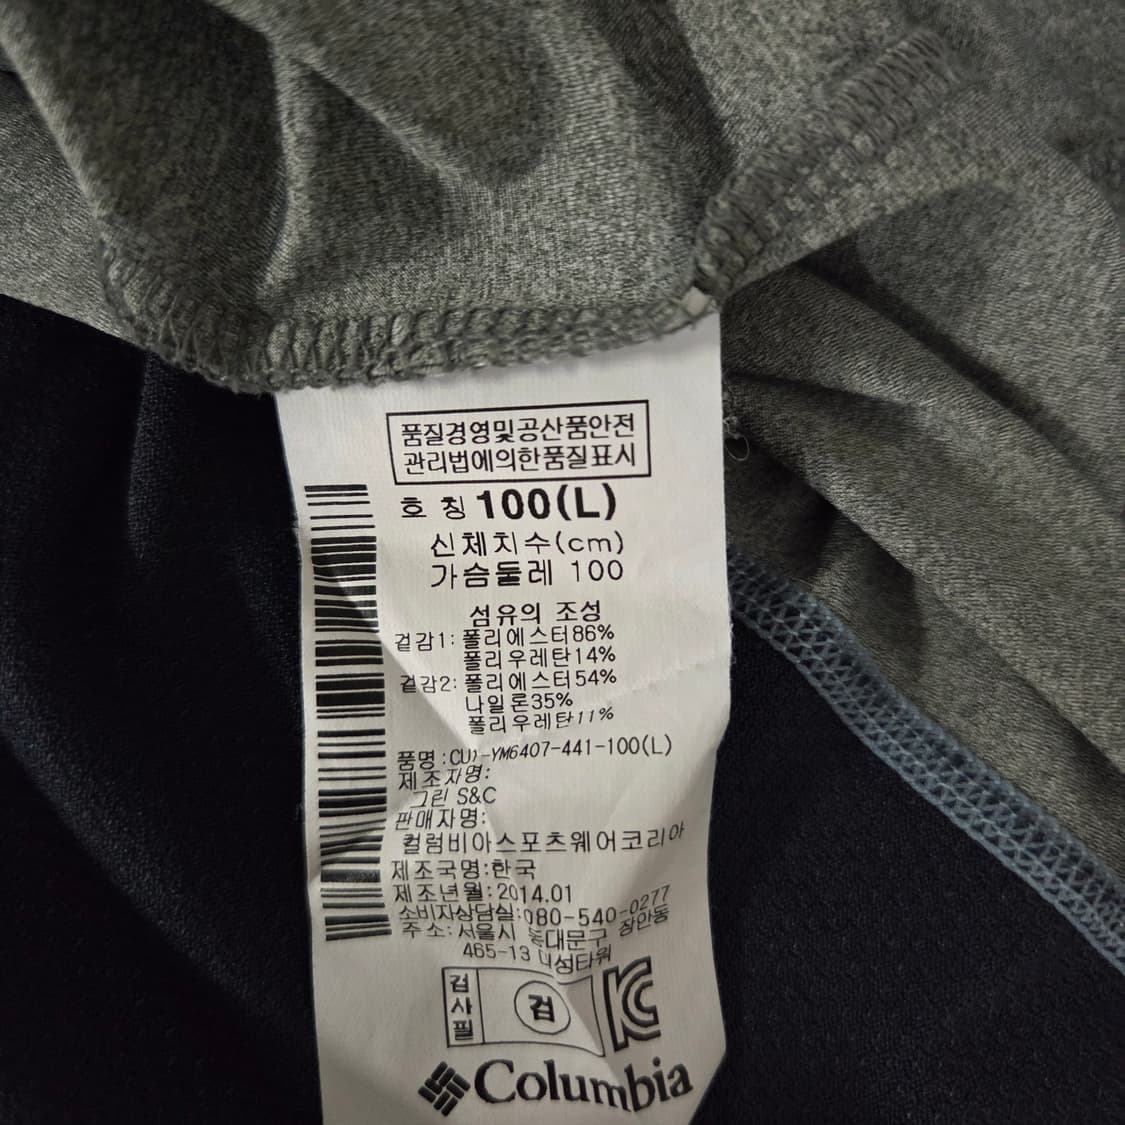 품질경영및공산품안전
관리법에의한품질표시
호 칭 100(L)
신체치수(cm)
가슴둘레 100
섬유의 조성
겉감1: 폴리에스터86%
폴리우레탄14%
겉감2: 폴리에스터54%
나일론35%
폴리우레탄11%
품명:CU)-YM6407-441-100(L)
제조자명:
그린 S&C
판매자명:
컬럼비아스포츠웨어코리아
제조국명:한국
제조년월:2014.01
소비자상담실:080-540-0277
주소:서울시 동대문구 장안동
465-13
검사필
검
Columbia